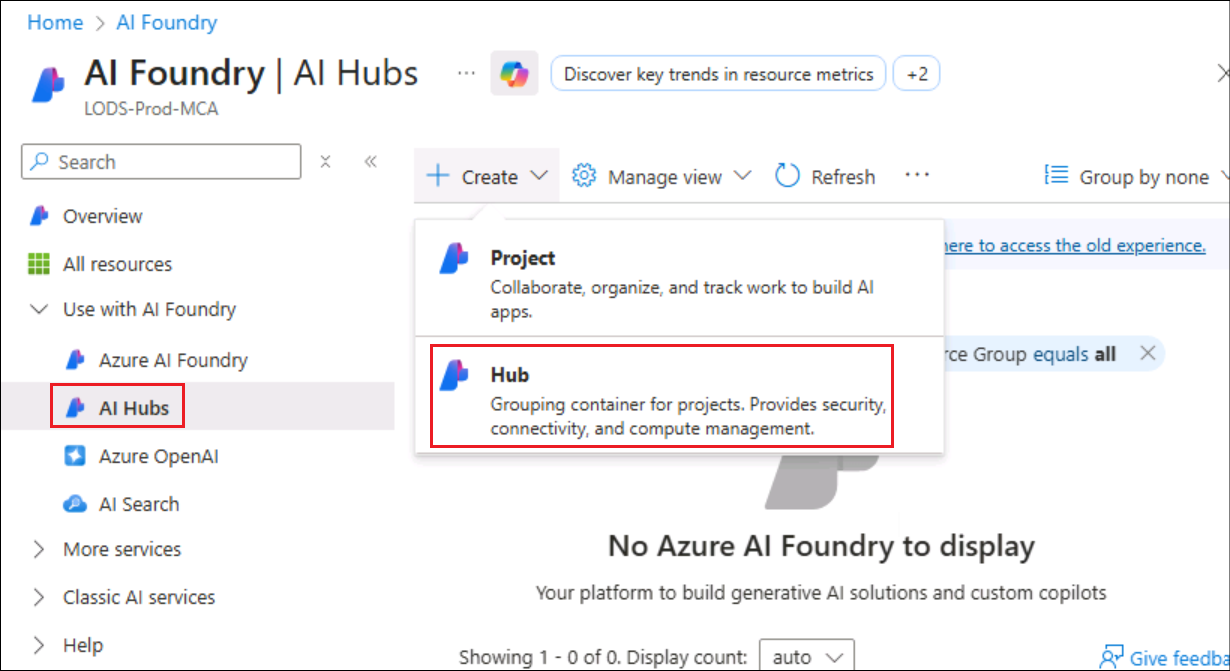 Home > AI Foundry
AI Foundry | AI Hubs ... Discover key trends in resource metrics +2
LODS-Prod-MCA
Search
Create Manage view Refresh ... Group by none
Overview
All resources
Use with AI Foundry
Azure AI Foundry
AI Hubs
Azure OpenAI
AI Search
More services
Classic AI services
Help
Project
Collaborate, organize, and track work to build AI
apps.
Hub
Grouping container for projects. Provides security,
connectivity, and compute management.
here to access the old experience.
Group equals all
No Azure AI Foundry to display
Your platform to build generative AI solutions and custom copilots
Showing 1 - 0 of 0. Display count: auto
Give